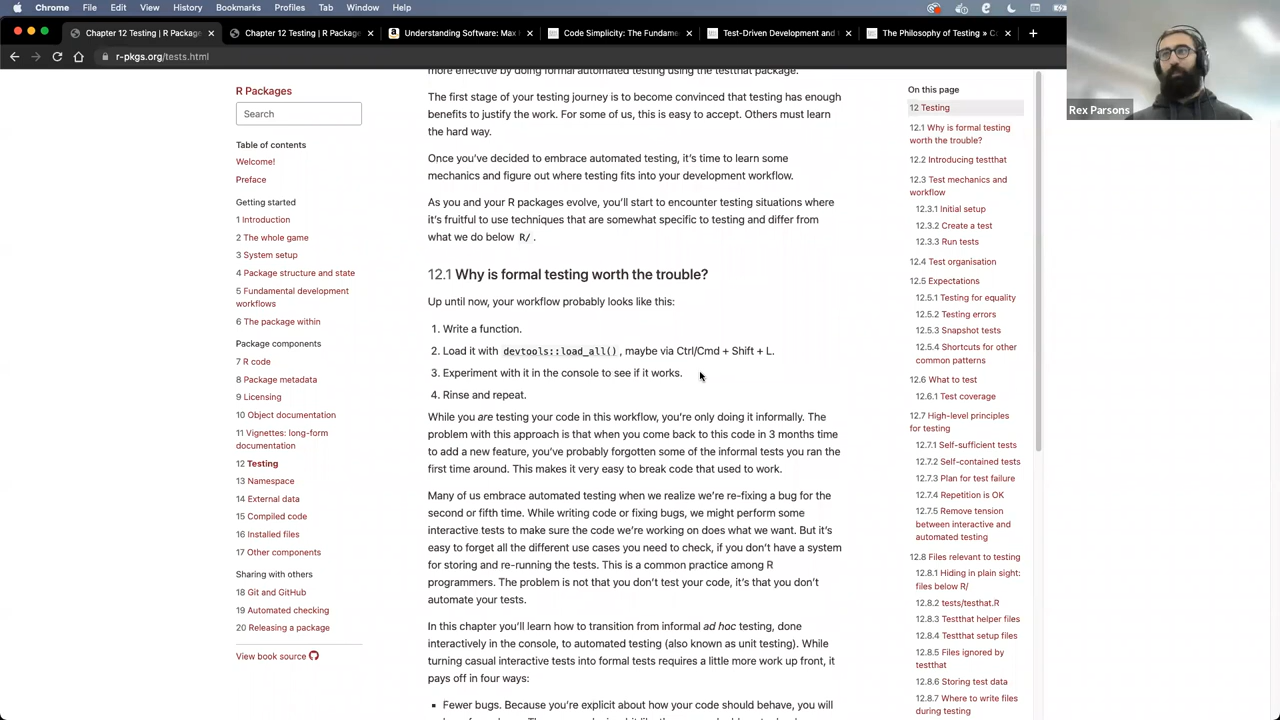 Chrome File Edit View History Bookmarks Profiles Tab Window Help
Chapter 12 Testing | R Package
Chapter 12 Testing | R Package
Understanding Software: Max
Code Simplicity: The Fundame
Test-Driven Development and
The Philosophy of Testing » C
r-pkgs.org/tests.html
Rex Parsons
R Packages
Search
Table of contents
Welcome!
Preface
Getting started
1 Introduction
2 The whole game
3 System setup
4 Package structure and state
5 Fundamental development
workflows
6 The package within
Package components
7 R code
8 Package metadata
9 Licensing
10 Object documentation
11 Vignettes: long-form
documentation
12 Testing
13 Namespace
14 External data
15 Compiled code
16 Installed files
17 Other components
Sharing with others
18 Git and GitHub
19 Automated checking
20 Releasing a package
View book source
more effective by doing formal automated testing using the testthat package.
The first stage of your testing journey is to become convinced that testing has enough
benefits to justify the work. For some of us, this is easy to accept. Others must learn
the hard way.
Once you've decided to embrace automated testing, it's time to learn some
mechanics and figure out where testing fits into your development workflow.
As you and your R packages evolve, you'll start to encounter testing situations where
it's fruitful to use techniques that are somewhat specific to testing and differ from
what we do below R/ .
12.1 Why is formal testing worth the trouble?
Up until now, your workflow probably looks like this:
1. Write a function.
2. Load it with devtools::load_all(), maybe via Ctrl/Cmd + Shift + L.
3. Experiment with it in the console to see if it works.
4. Rinse and repeat.
While you are testing your code in this workflow, you're only doing it informally. The
problem with this approach is that when you come back to this code in 3 months time
to add a new feature, you've probably forgotten some of the informal tests you ran the
first time around. This makes it very easy to break code that used to work.
Many of us embrace automated testing when we realize we're re-fixing a bug for the
second or fifth time. While writing code or fixing bugs, we might perform some
interactive tests to make sure the code we're working on does what we want. But it's
easy to forget all the different use cases you need to check, if you don't have a system
for storing and re-running the tests. This is a common practice among R
programmers. The problem is not that you don't test your code, it's that you don't
automate your tests.
In this chapter you'll learn how to transition from informal ad hoc testing, done
interactively in the console, to automated testing (also known as unit testing). While
turning casual interactive tests into formal tests requires a little more work up front, it
pays off in four ways:
Fewer bugs. Because you're explicit about how your code should behave, you will
On this page
12 Testing
12.1 Why is formal testing
worth the trouble?
12.2 Introducing testthat
12.3 Test mechanics and
workflow
12.3.1 Initial setup
12.3.2 Create a test
12.3.3 Run tests
12.4 Test organisation
12.5 Expectations
12.5.1 Testing for equality
12.5.2 Testing errors
12.5.3 Snapshot tests
12.5.4 Shortcuts for other
common patterns
12.6 What to test
12.6.1 Test coverage
12.7 High-level principles
for testing
12.7.1 Self-sufficient tests
12.7.2 Self-contained tests
12.7.3 Plan for test failure
12.7.4 Repetition is OK
12.7.5 Remove tension
between interactive and
automated testing
12.8 Files relevant to testing
12.8.1 Hiding in plain sight:
files below R/
12.8.2 tests/testthat.R
12.8.3 Testthat helper files
12.8.4 Testthat setup files
12.8.5 Files ignored by
testthat
12.8.6 Storing test data
12.8.7 Where to write files
during testing